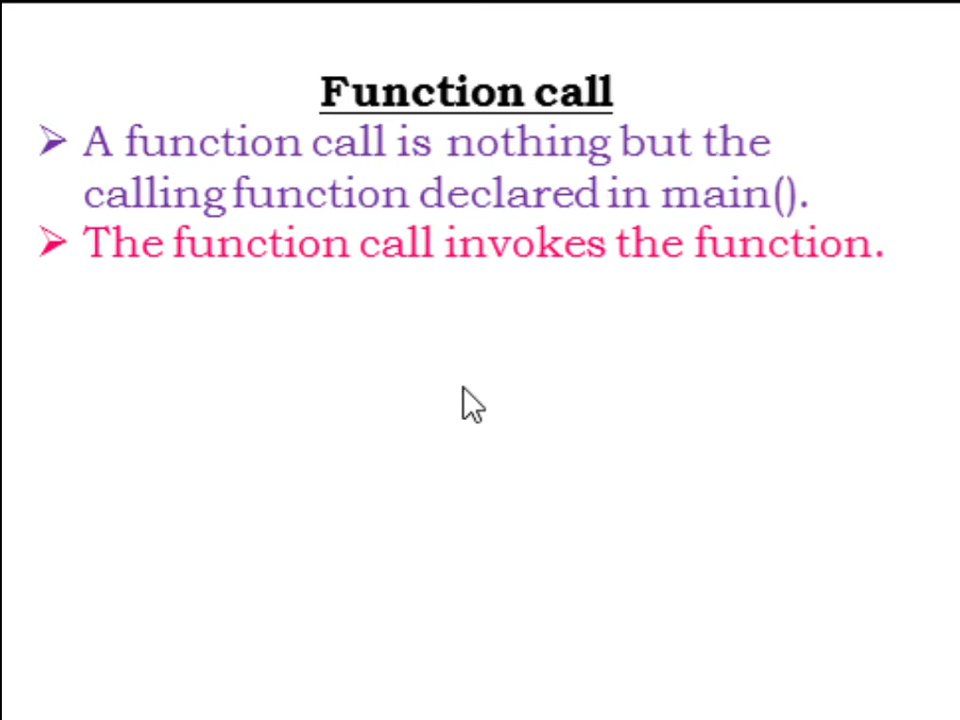 Function call
A function call is nothing but the
calling function declared in main().
The function call invokes the function.